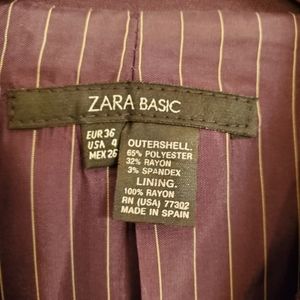 ZARA BASIC
EUR 36
USA 4
MEX 26
OUTERSHELL.
65% POLYESTER
32% RAYON
3% SPANDEX
LINING.
100% RAYON
RN (USA) 77302
MADE IN SPAIN